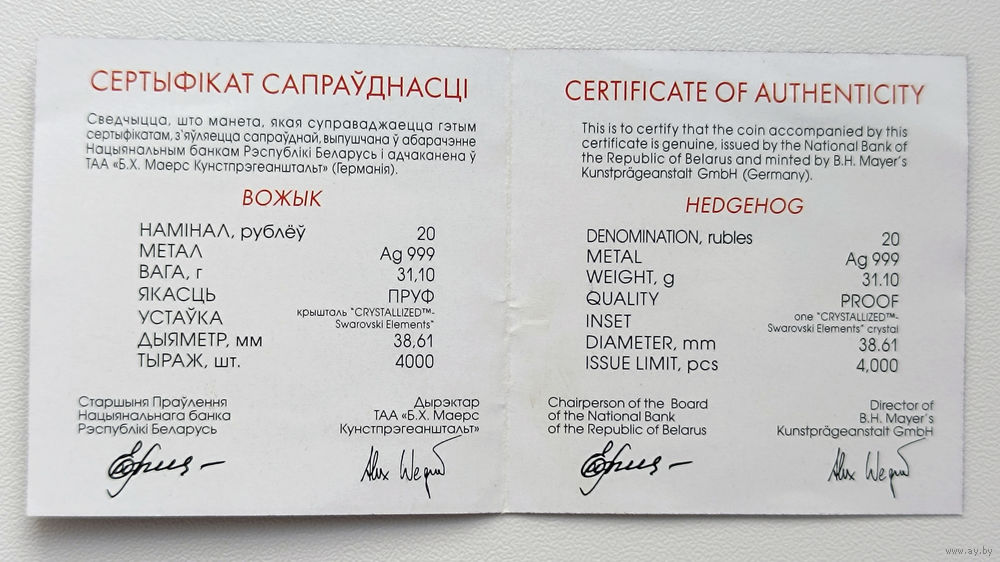 СЕРТЫФІКАТ САПРАЎДНАСЦІ
Сведчыцца, што манета, якая суправаджаецца гэтым
сертыфікатам, з'яўляецца сапраўднай, выпушчана ў абарачэнне
Нацыянальным банкам Рэспублікі Беларусь і адчаканена ў
ТАА «Б.Х. Маерс Кунстпрэгеанштальт» (Германія).
ВОЖЫК
НАМІНАЛ, рублёў 20
МЕТАЛ Ag 999
ВАГА, г 31,10
ЯКАСЦЬ ПРУФ
УСТАЎКА крышталь "CRYSTALLIZED™-
Swarovski Elements"
ДЫЯМЕТР, мм 38,61
ТЫРАЖ, шт. 4000
Старшыня Праўлення
Нацыянальнага банка
Рэспублікі Беларусь
Дырэктар
ТАА «Б.Х. Маерс
Кунстпрэгеанштальт»
Alex Wegner
CERTIFICATE OF AUTHENTICITY
This is to certify that the coin accompanied by this
certificate is genuine, issued by the National Bank of
the Republic of Belarus and minted by B.H. Mayer's
Kunstprägeanstalt GmbH (Germany).
HEDGEHOG
DENOMINATION, rubles 20
METAL Ag 999
WEIGHT, g 31.10
QUALITY PROOF
INSET one "CRYSTALLIZED™-
Swarovski Elements" crystal
DIAMETER, mm 38.61
ISSUE LIMIT, pcs 4,000
Chairperson of the Board
of the National Bank
of the Republic of Belarus
Director of
B.H. Mayer's
Kunstprägeanstalt GmbH
Alex Wegner
www.ay.by